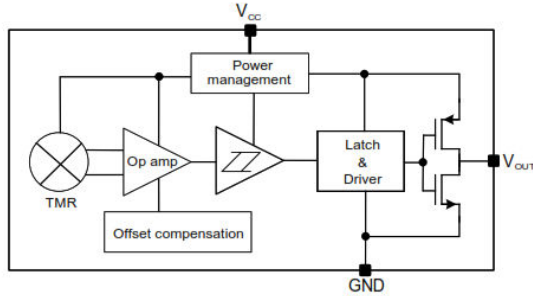 VCC
Power
management
Op amp
TMR
Latch
&
Driver
VOUT
Offset compensation
GND